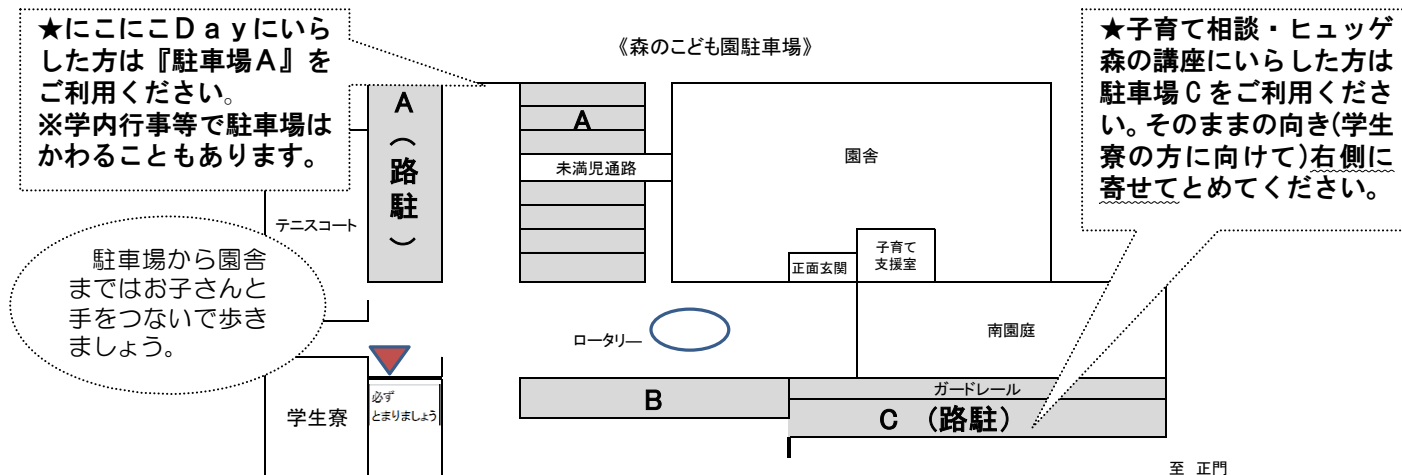 ★にこにこＤａｙにいら
した方は『駐車場Ａ』を
ご利用ください。
※学内行事等で駐車場は
かわることもあります。
《森のこども園駐車場》
★子育て相談・ヒュッゲ
森の講座にいらした方は
駐車場Ｃをご利用くださ
い。そのままの向き(学生
寮の方に向けて)右側に
寄せてとめてください。
Ａ（路駐）
Ａ
未満児通路
園舎
テニスコート
子育て
支援室
正面玄関
駐車場から園舎
まではお子さんと
手をつないで歩き
ましょう。
ロータリー
南園庭
学生寮
必ず
とまりましょう
Ｂ
ガードレール
Ｃ （路駐）
至 正門